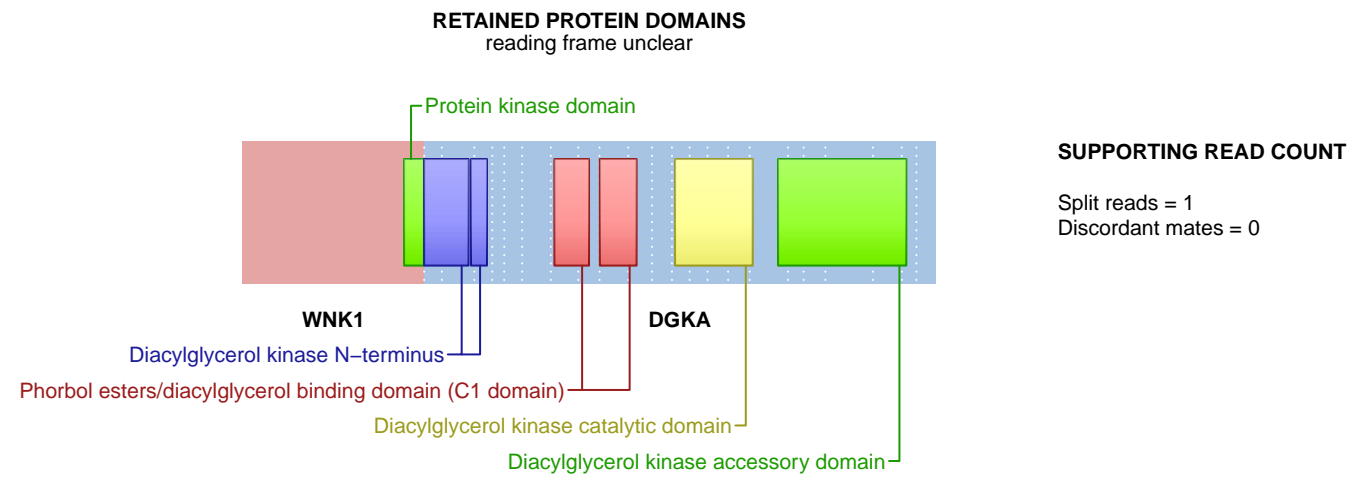 RETAINED PROTEIN DOMAINS
reading frame unclear
Protein kinase domain
SUPPORTING READ COUNT
Split reads = 1
Discordant mates = 0
WNK1
DGKA
Diacylglycerol kinase N−terminus
Phorbol esters/diacylglycerol binding domain (C1 domain)
Diacylglycerol kinase catalytic domain
Diacylglycerol kinase accessory domain